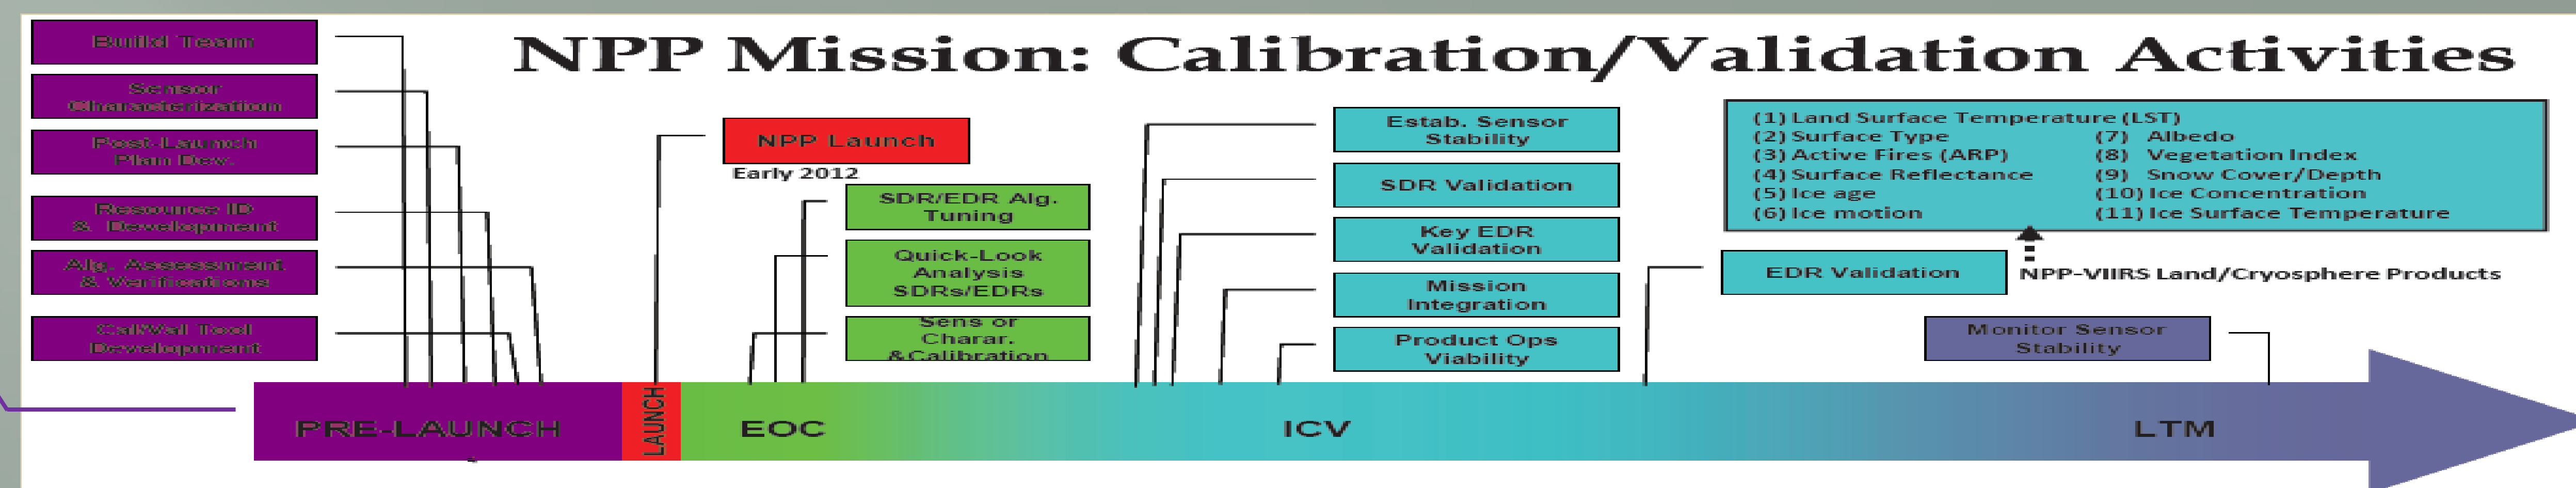 NPP Mission: Calibration/Validation Activities
Build Team
Sensor
Characterization
Post-Launch
Plan Dev.
Resource ID
& Development
Alg. Assessment
& Verifications
Cal/Val Tool
Development
NPP Launch
Early 2012
SDR/EDR Alg.
Tuning
Quick-Look
Analysis
SDRs/EDRs
Sens or
Charar.
&Calibration
Estab. Sensor
Stability
SDR Validation
Key EDR
Validation
Mission
Integration
Product Ops
Viability
(1) Land Surface Temperature (LST)
(2) Surface Type
(3) Active Fires (ARP)
(4) Surface Reflectance
(5) Ice age
(6) Ice motion
(7) Albedo
(8) Vegetation Index
(9) Snow Cover/Depth
(10) Ice Concentration
(11) Ice Surface Temperature
EDR Validation
NPP-VIIRS Land/Cryosphere Products
Monitor Sensor
Stability
PRE-LAUNCH
LAUNCH
EOC
ICV
LTM